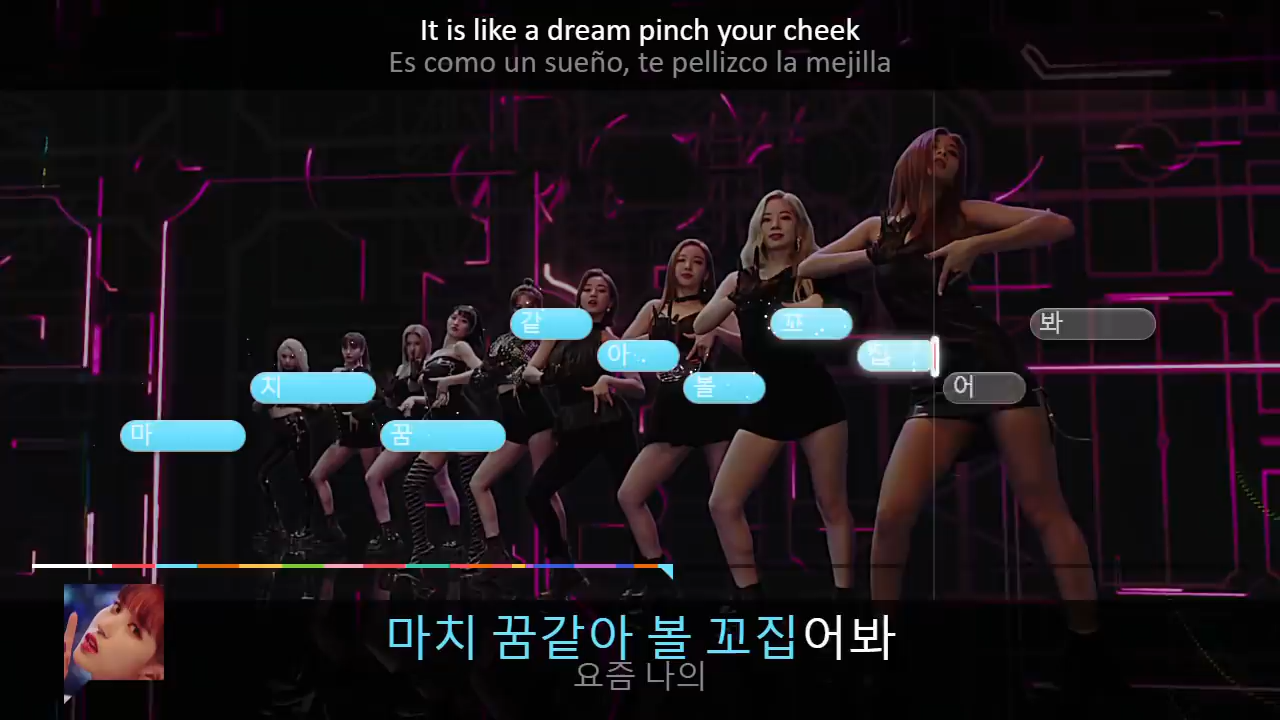 It is like a dream pinch your cheek
Es como un sueño, te pellizco la mejilla
마
치
꿈
같
아
볼
꼬
집
어
봐
마치 꿈같아 볼 꼬집어봐
요즘 나의